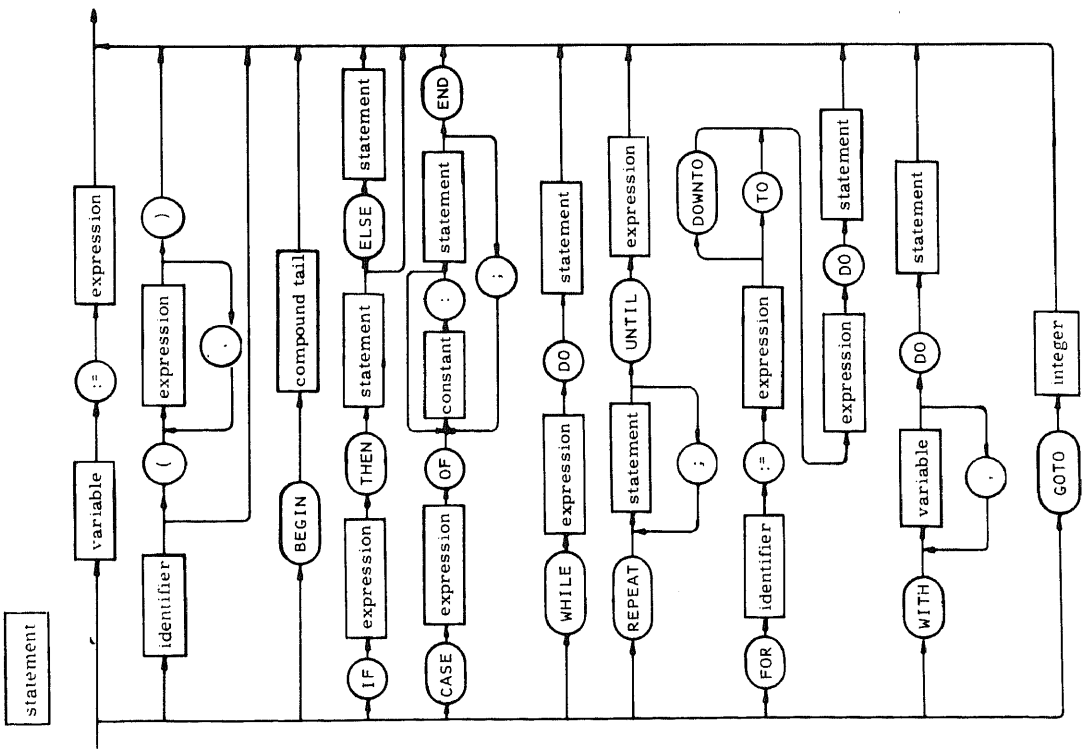 statement
variable := expression
identifier ( expression )
,
BEGIN compound tail
IF expression THEN statement ELSE statement
CASE expression OF constant : statement END
;
WHILE expression DO statement
REPEAT statement UNTIL expression
;
FOR identifier := expression DOWNTO
TO
expression DO statement
WITH variable DO statement
,
GOTO integer